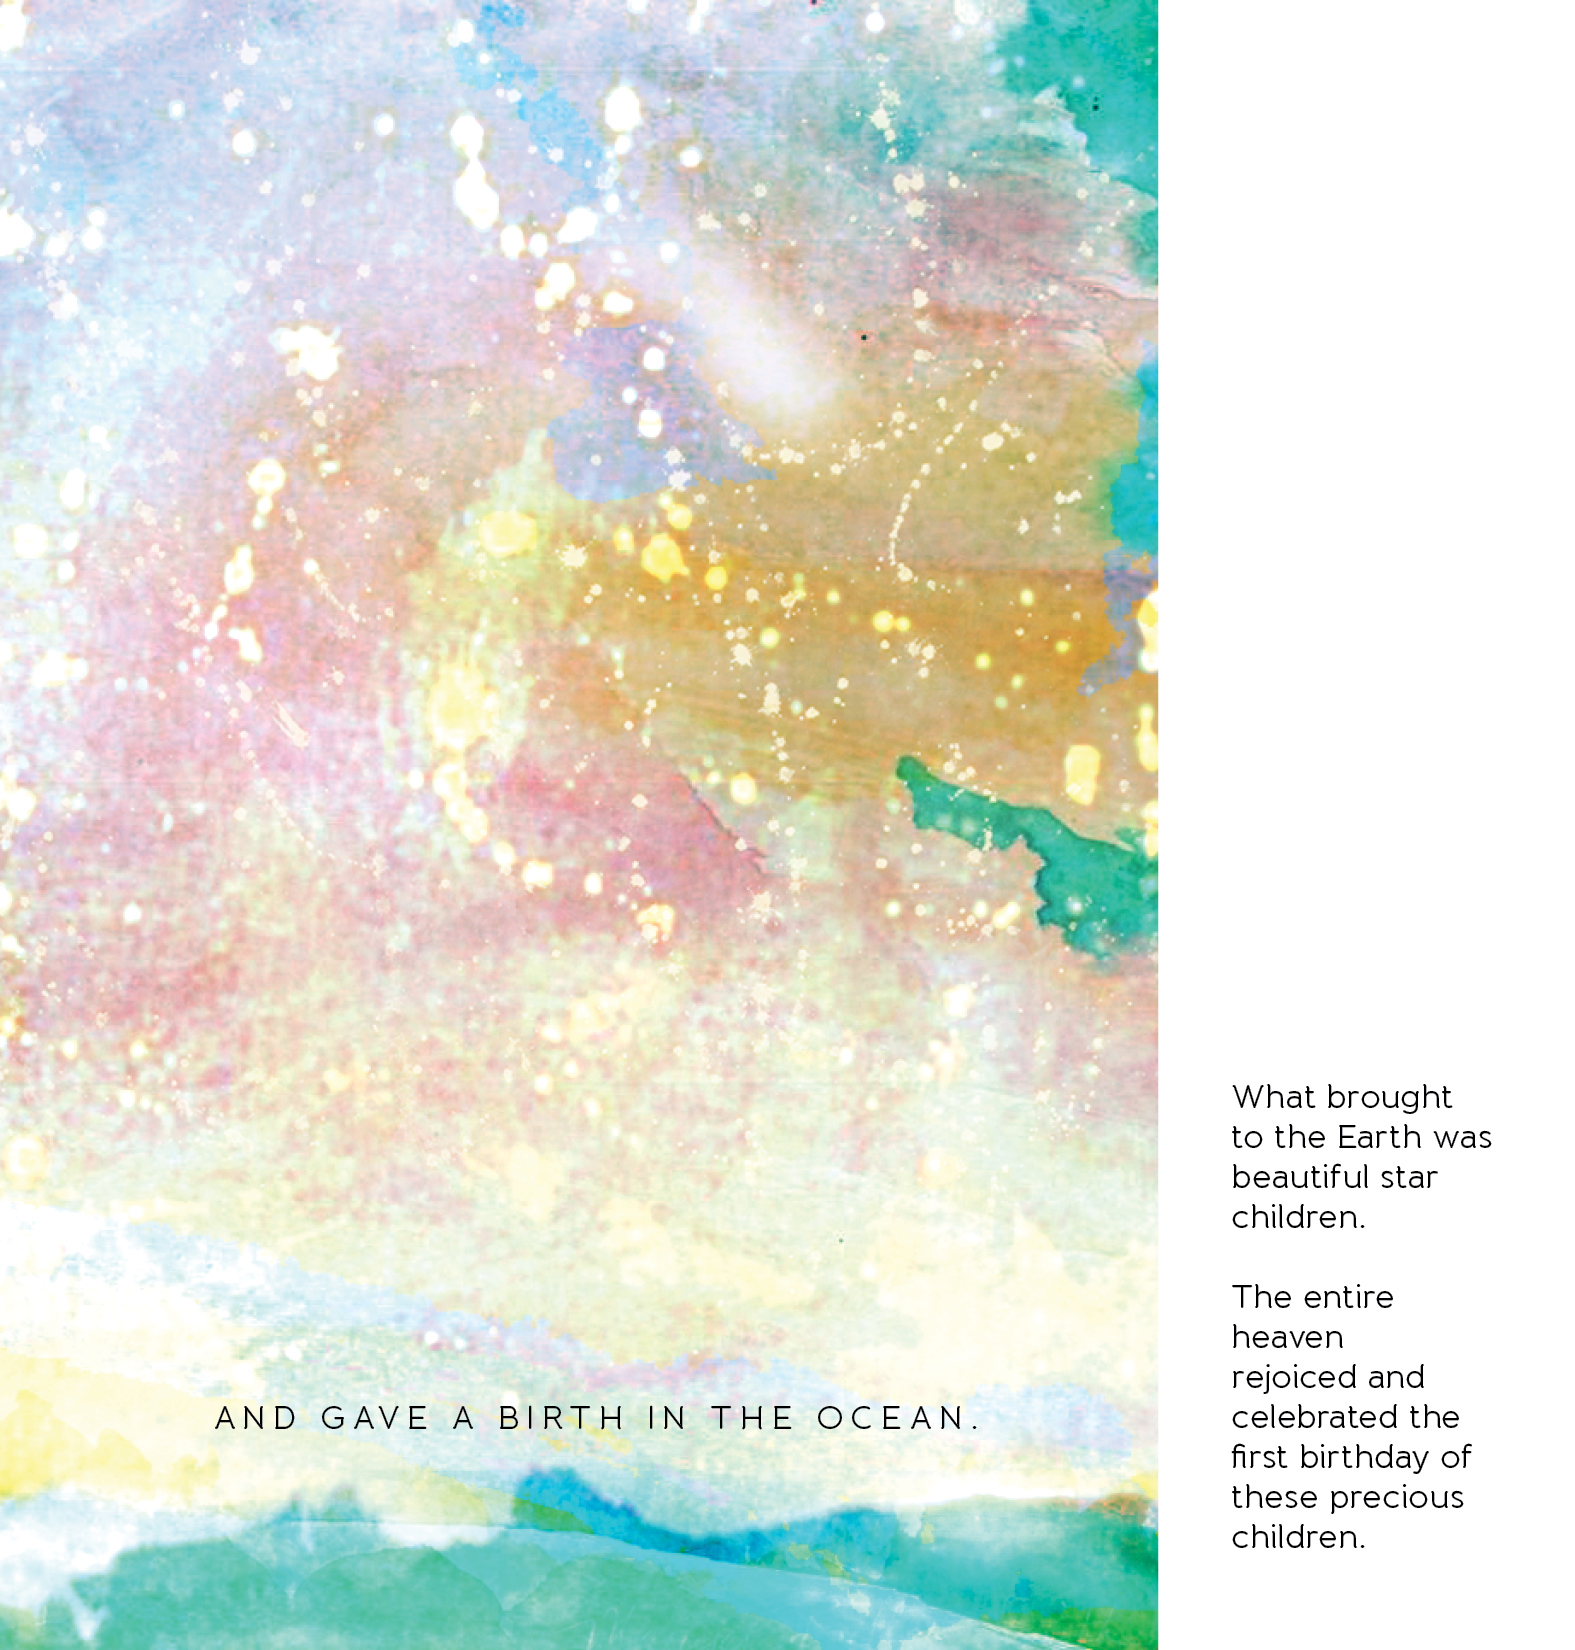 AND GAVE A BIRTH IN THE OCEAN.
What brought
to the Earth was
beautiful star
children.
The entire
heaven
rejoiced and
celebrated the
first birthday of
these precious
children.